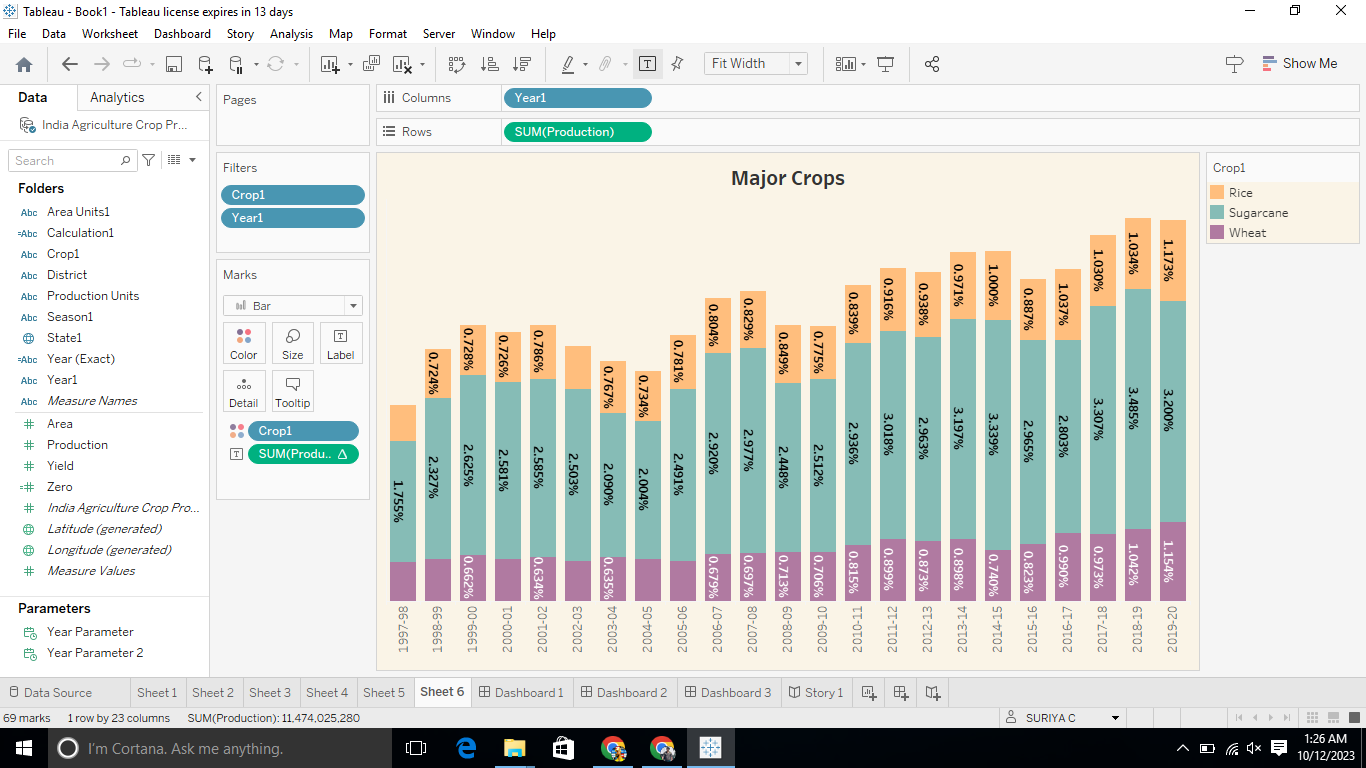 Tableau - Book1 - Tableau license expires in 13 days
File Data Worksheet Dashboard Story Analysis Map Format Server Window Help
Fit Width
Show Me
Data Analytics
India Agriculture Crop Pr...
Search
Folders
Abc Area Units1
=Abc Calculation1
Abc Crop1
Abc District
Abc Production Units
Abc Season1
State1
=Abc Year (Exact)
Abc Year1
Abc Measure Names
# Area
# Production
# Yield
=# Zero
# India Agriculture Crop Pro...
Latitude (generated)
Longitude (generated)
# Measure Values
Parameters
Year Parameter
Year Parameter 2
Pages
Filters
Crop1
Year1
Marks
Bar
Color Size Label
Detail Tooltip
Crop1
SUM(Produ.. Δ
Columns Year1
Rows SUM(Production)
Major Crops
0.724% 0.728% 0.726% 0.786% 0.767% 0.734% 0.781% 0.804% 0.829% 0.849% 0.775% 0.839% 0.916% 0.938% 0.971% 1.000% 0.887% 1.037% 1.030% 1.034% 1.173%
1.755% 2.327% 2.625% 2.581% 2.585% 2.503% 2.090% 2.004% 2.491% 2.920% 2.977% 2.448% 2.512% 2.936% 3.018% 2.963% 3.197% 3.339% 2.965% 2.803% 3.307% 3.485% 3.200%
0.662% 0.634% 0.635% 0.679% 0.697% 0.713% 0.706% 0.815% 0.899% 0.873% 0.898% 0.740% 0.823% 0.990% 0.973% 1.042% 1.154%
1997-98 1998-99 1999-00 2000-01 2001-02 2002-03 2003-04 2004-05 2005-06 2006-07 2007-08 2008-09 2009-10 2010-11 2011-12 2012-13 2013-14 2014-15 2015-16 2016-17 2017-18 2018-19 2019-20
Crop1
Rice
Sugarcane
Wheat
Data Source Sheet 1 Sheet 2 Sheet 3 Sheet 4 Sheet 5 Sheet 6 Dashboard 1 Dashboard 2 Dashboard 3 Story 1
69 marks 1 row by 23 columns SUM(Production): 11,474,025,280 SURIYA C
I'm Cortana. Ask me anything.
1:26 AM
10/12/2023